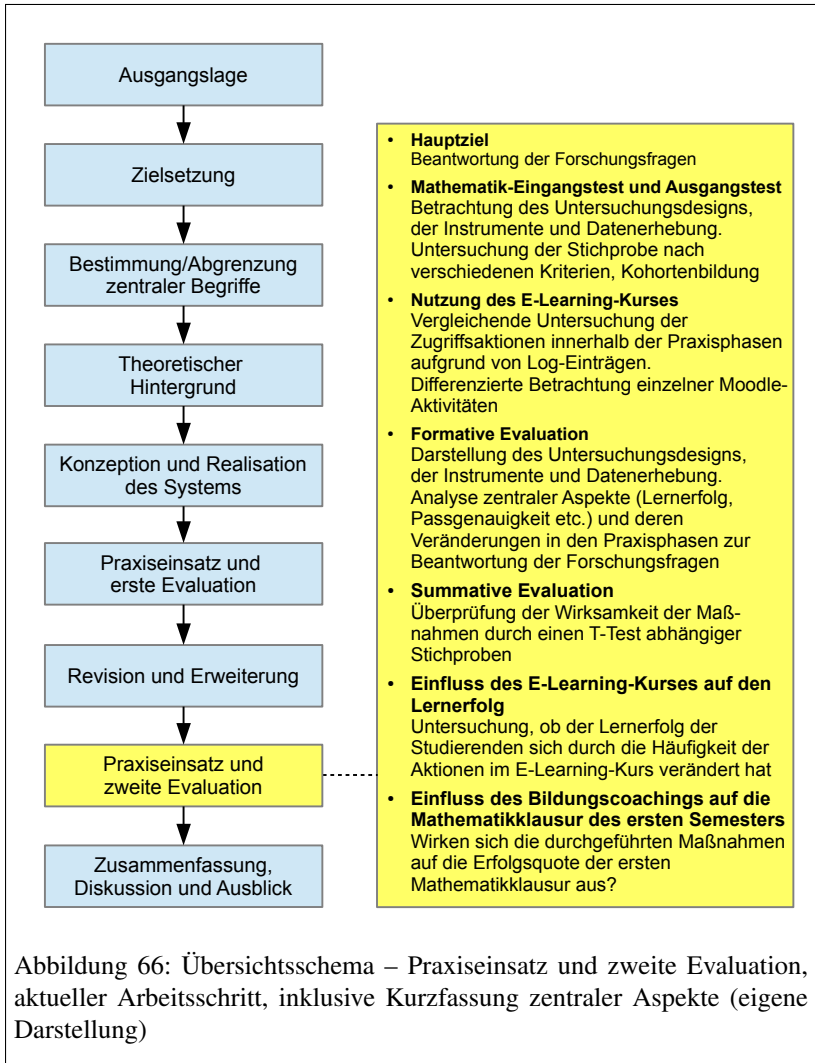 Ausgangslage
Zielsetzung
Bestimmung/Abgrenzung
zentraler Begriffe
Theoretischer
Hintergrund
Konzeption und Realisation
des Systems
Praxiseinsatz und
erste Evaluation
Revision und Erweiterung
Praxiseinsatz und
zweite Evaluation
Zusammenfassung,
Diskussion und Ausblick
• Hauptziel
Beantwortung der Forschungsfragen
• Mathematik-Eingangstest und Ausgangstest
Betrachtung des Untersuchungsdesigns,
der Instrumente und Datenerhebung.
Untersuchung der Stichprobe nach
verschiedenen Kriterien, Kohortenbildung
• Nutzung des E-Learning-Kurses
Vergleichende Untersuchung der
Zugriffsaktionen innerhalb der Praxisphasen
aufgrund von Log-Einträgen.
Differenzierte Betrachtung einzelner Moodle-
Aktivitäten
• Formative Evaluation
Darstellung des Untersuchungsdesigns,
der Instrumente und Datenerhebung.
Analyse zentraler Aspekte (Lernerfolg,
Passgenauigkeit etc.) und deren
Veränderungen in den Praxisphasen zur
Beantwortung der Forschungsfragen
• Summative Evaluation
Überprüfung der Wirksamkeit der Maß-
nahmen durch einen T-Test abhängiger
Stichproben
• Einfluss des E-Learning-Kurses auf den
Lernerfolg
Untersuchung, ob der Lernerfolg der
Studierenden sich durch die Häufigkeit der
Aktionen im E-Learning-Kurs verändert hat
• Einfluss des Bildungscoachings auf die
Mathematikklausur des ersten Semesters
Wirken sich die durchgeführten Maßnahmen
auf die Erfolgsquote der ersten
Mathematikklausur aus?
Abbildung 66: Übersichtsschema – Praxiseinsatz und zweite Evaluation,
aktueller Arbeitsschritt, inklusive Kurzfassung zentraler Aspekte (eigene
Darstellung)